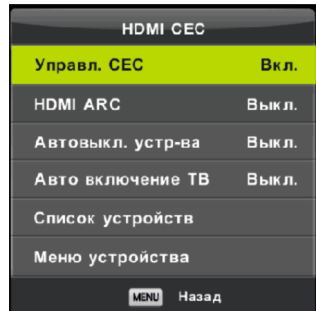 HDMI CEC
Управл. CEC Вкл.
HDMI ARC Выкл.
Автовыкл. устр-ва Выкл.
Авто включение ТВ Выкл.
Список устройств
Меню устройства
MENU Назад